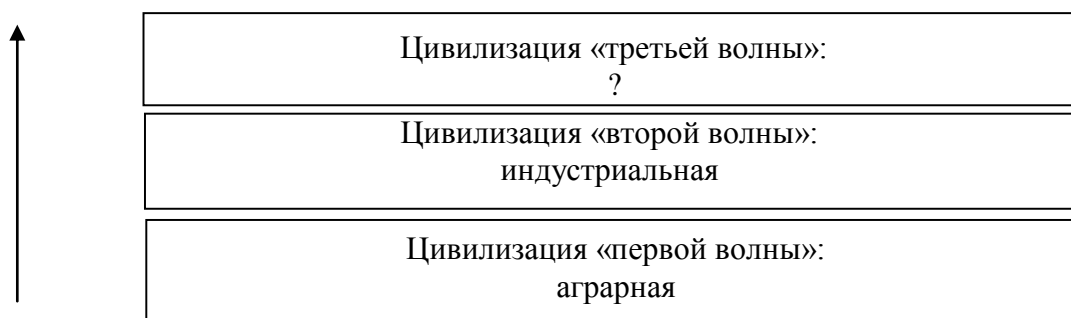 Цивилизация «третьей волны»:
?
Цивилизация «второй волны»:
индустриальная
Цивилизация «первой волны»:
аграрная